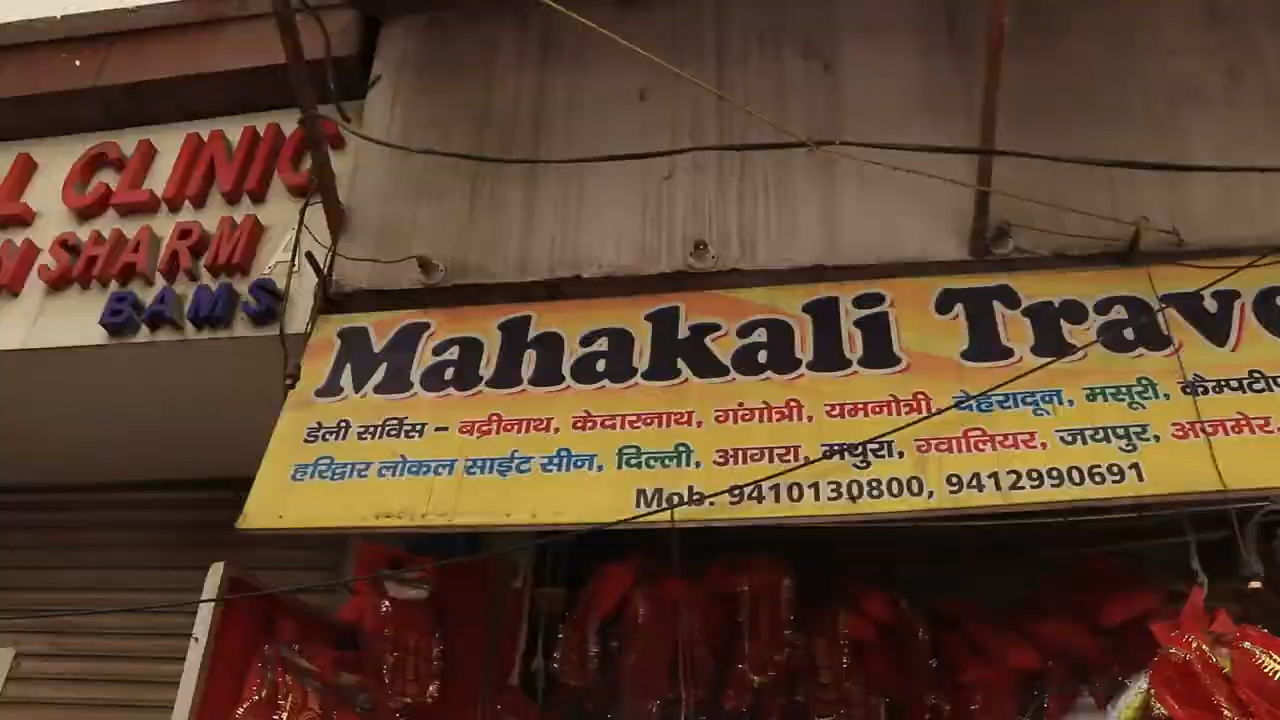 L CLINIC
N SHARM
BAMS
Mahakali Trave
डेली सर्विस - बद्रीनाथ, केदारनाथ, गंगोत्री, यमनोत्री, देहरादून, मसूरी, कैम्पटीफ
हरिद्वार लोकल साईट सीन, दिल्ली, आगरा, मथुरा, ग्वालियर, जयपुर, अजमेर,
Mob. 9410130800, 9412990691